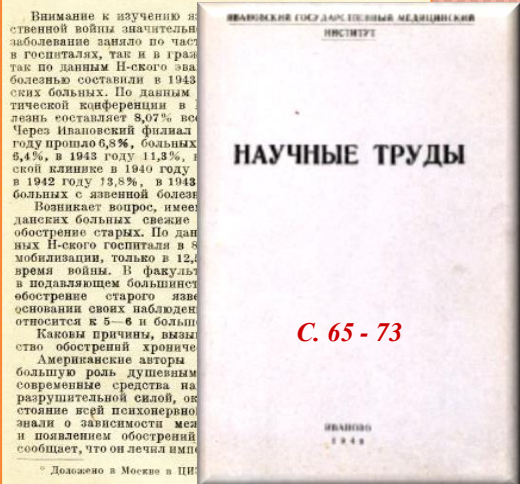 Внимание к изучению яз
ственной войны значительн
заболевание заняло по част
в госпиталях, так и в граж
так по данным Н-ского эва
болезнью составили в 1943
ских больных. По данным
тической конференции в
лезнь составляет 8,07% вс
Через Ивановский филиал
году прошло 6,8%, больных
6,4%, в 1943 году 11,3%,
ской клинике в 1940 году
в 1942 году 13,8%, в 1943
больных с язвенной болезн
Возникает вопрос, имее
данских больных свежие
обострение старых. По дан
ных Н-ского госпиталя в 8
мобилизации, только в 12,
время войны. В факульт
в подавляющем большинст
обострение старого язве
основании своих наблюден
относится к 5—6 и больш
Каковы причины, вызы
ство обострений хрониче
Американские авторы
большую роль душевным
современные средства на
разрушительной силой, ок
стояние всей психонервно
знали о зависимости меж
и появлением обострений
сообщает, что он лечил импе
* Доложено в Москве в ЦИ
ИВАНОВСКИЙ ГОСУДАРСТВЕННЫЙ МЕДИЦИНСКИЙ
ИНСТИТУТ
НАУЧНЫЕ ТРУДЫ
С. 65 - 73
ИВАНОВО